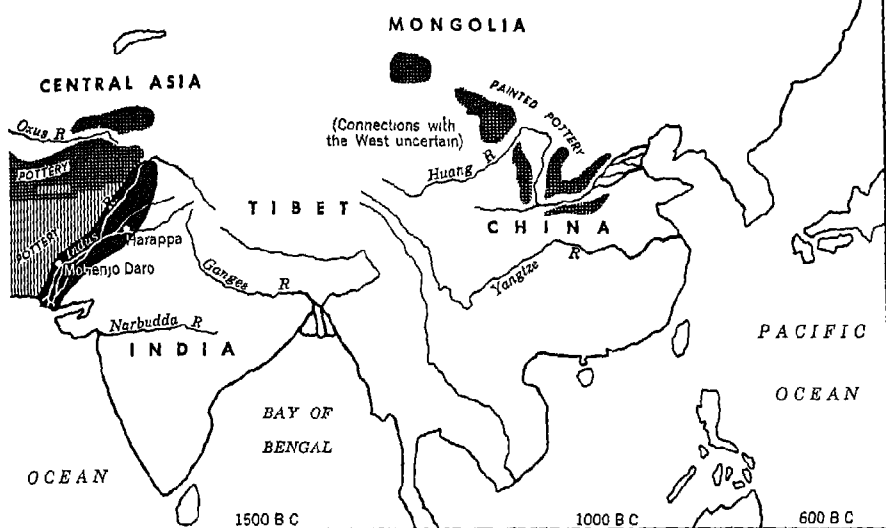 MONGOLIA
CENTRAL ASIA
PAINTED POTTERY
(Connections with
the West uncertain)
Oxus R
POTTERY
Huang R
TIBET
CHINA
Indus R
POTTERY
Harappa
Mohenjo Daro
Ganges R
Yangtze R
Narbudda R
INDIA
PACIFIC
OCEAN
BAY OF
BENGAL
OCEAN
1500 B C
1000 B C
600 B C